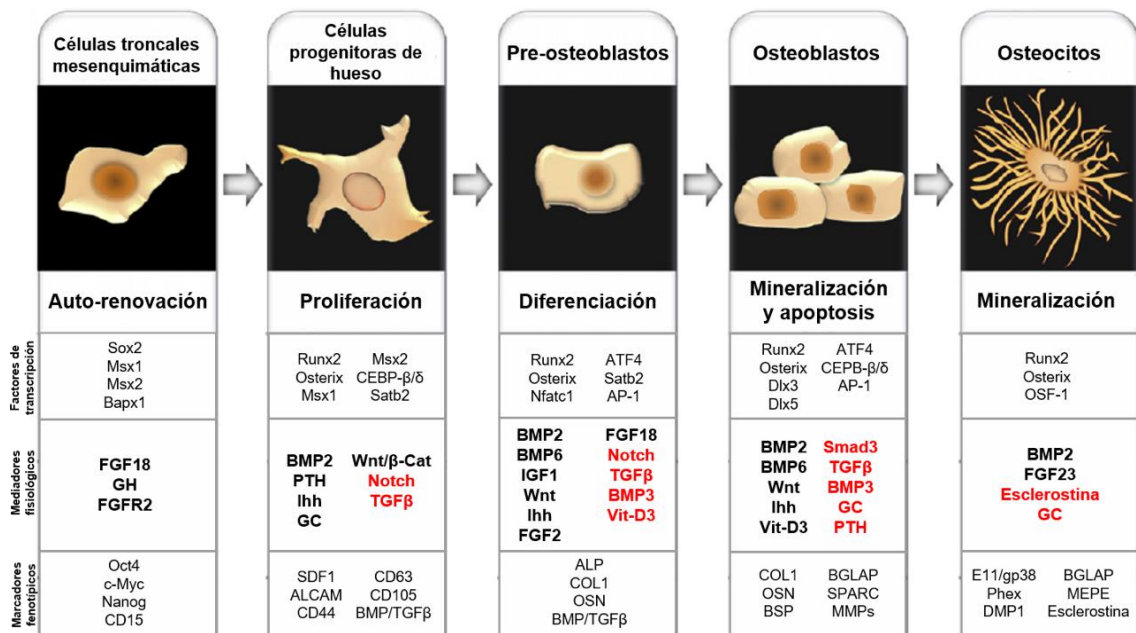 Células troncales
mesenquimáticas
Células
progenitoras de
hueso
Pre-osteoblastos
Osteoblastos
Osteocitos
Auto-renovación
Proliferación
Diferenciación
Mineralización
y apoptosis
Mineralización
Factores de
transcripción
Sox2
Msx1
Msx2
Bapx1
Runx2 Msx2
Osterix CEBP-β/δ
Msx1 Satb2
Runx2 ATF4
Osterix Satb2
Nfatc1 AP-1
Runx2 ATF4
Osterix CEPB-β/δ
Dlx3 AP-1
Dlx5
Runx2
Osterix
OSF-1
Mediadores
fisiológicos
FGF18
GH
FGFR2
BMP2 Wnt/β-Cat
PTH Notch
Ihh TGFβ
GC
BMP2 FGF18
BMP6 Notch
IGF1 TGFβ
Wnt BMP3
Ihh Vit-D3
FGF2
BMP2 Smad3
BMP6 TGFβ
Wnt BMP3
Ihh GC
Vit-D3 PTH
BMP2
FGF23
Esclerostina
GC
Marcadores
fenotípicos
Oct4
c-Myc
Nanog
CD15
SDF1 CD63
ALCAM CD105
CD44 BMP/TGFβ
ALP
COL1
OSN
BMP/TGFβ
COL1 BGLAP
OSN SPARC
BSP MMPs
E11/gp38 BGLAP
Phex MEPE
DMP1 Esclerostina